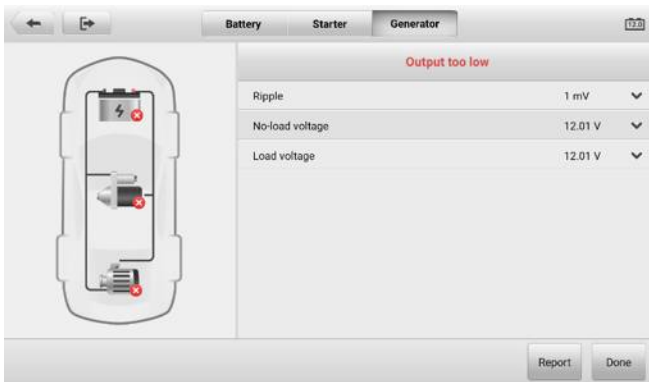 Battery Starter Generator 12.0
Output too low
Ripple 1 mV
No-load voltage 12.01 V
Load voltage 12.01 V
Report Done